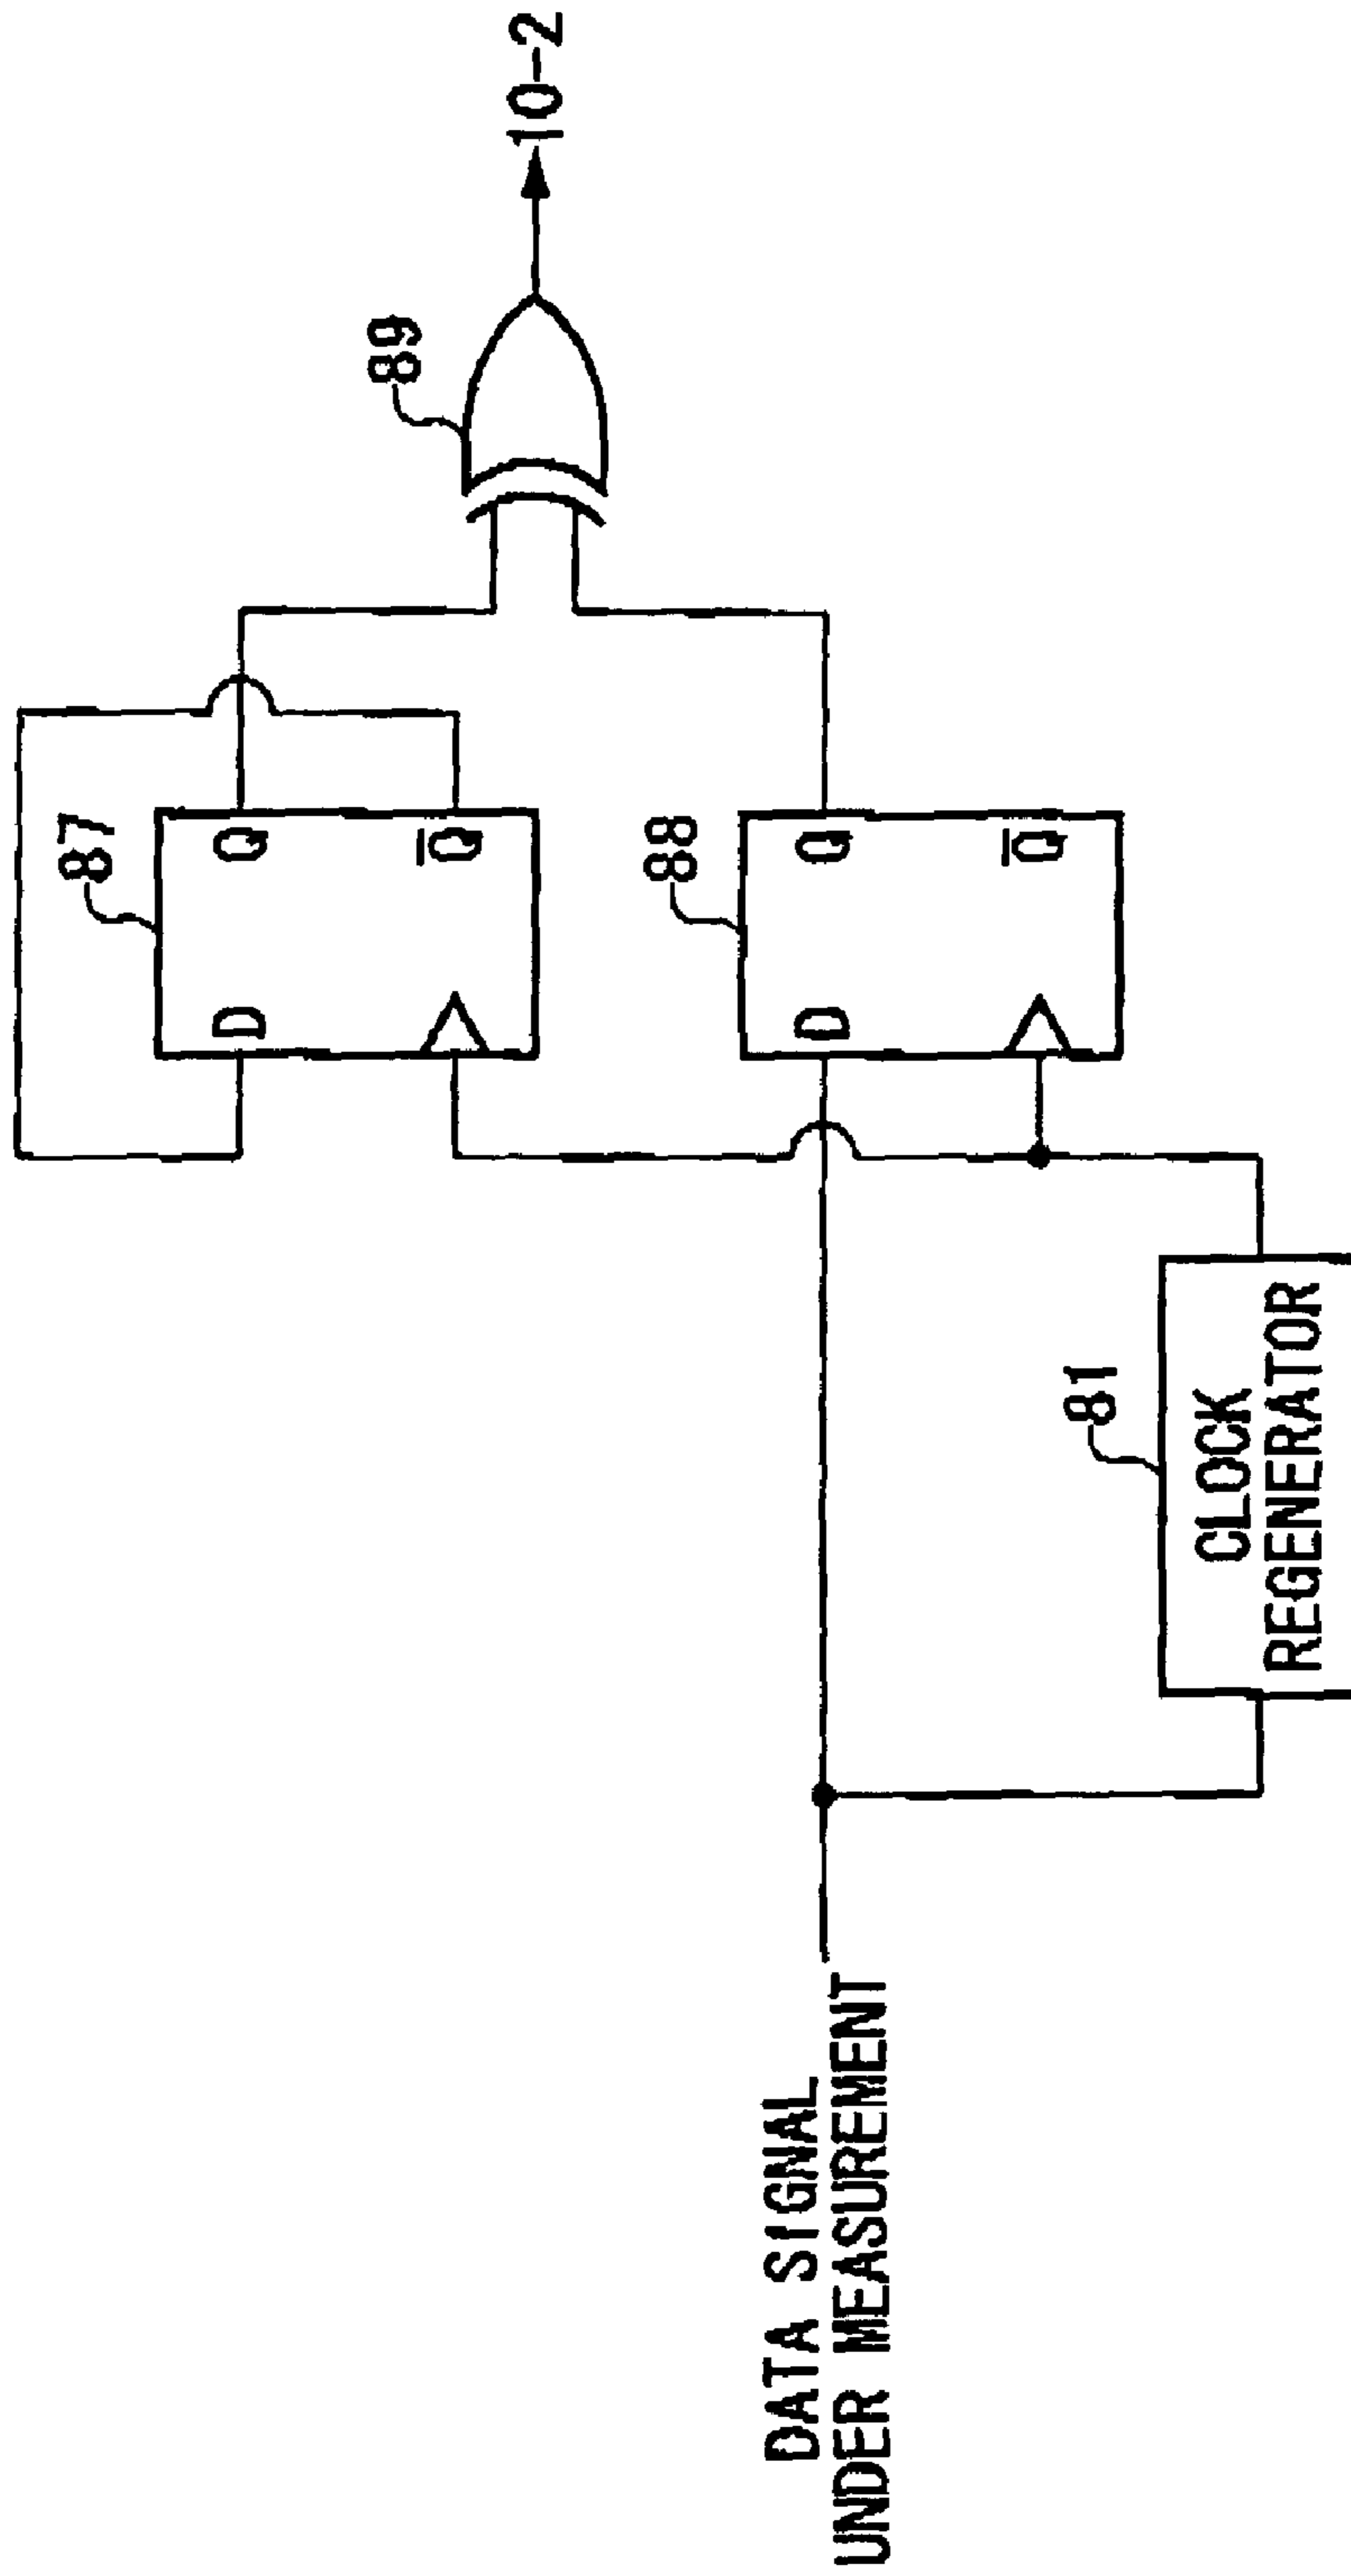 DATA SIGNAL
UNDER MEASUREMENT
81
CLOCK
REGENERATOR
87
D
Q
Q̅
88
D
Q
Q̅
89
10-2